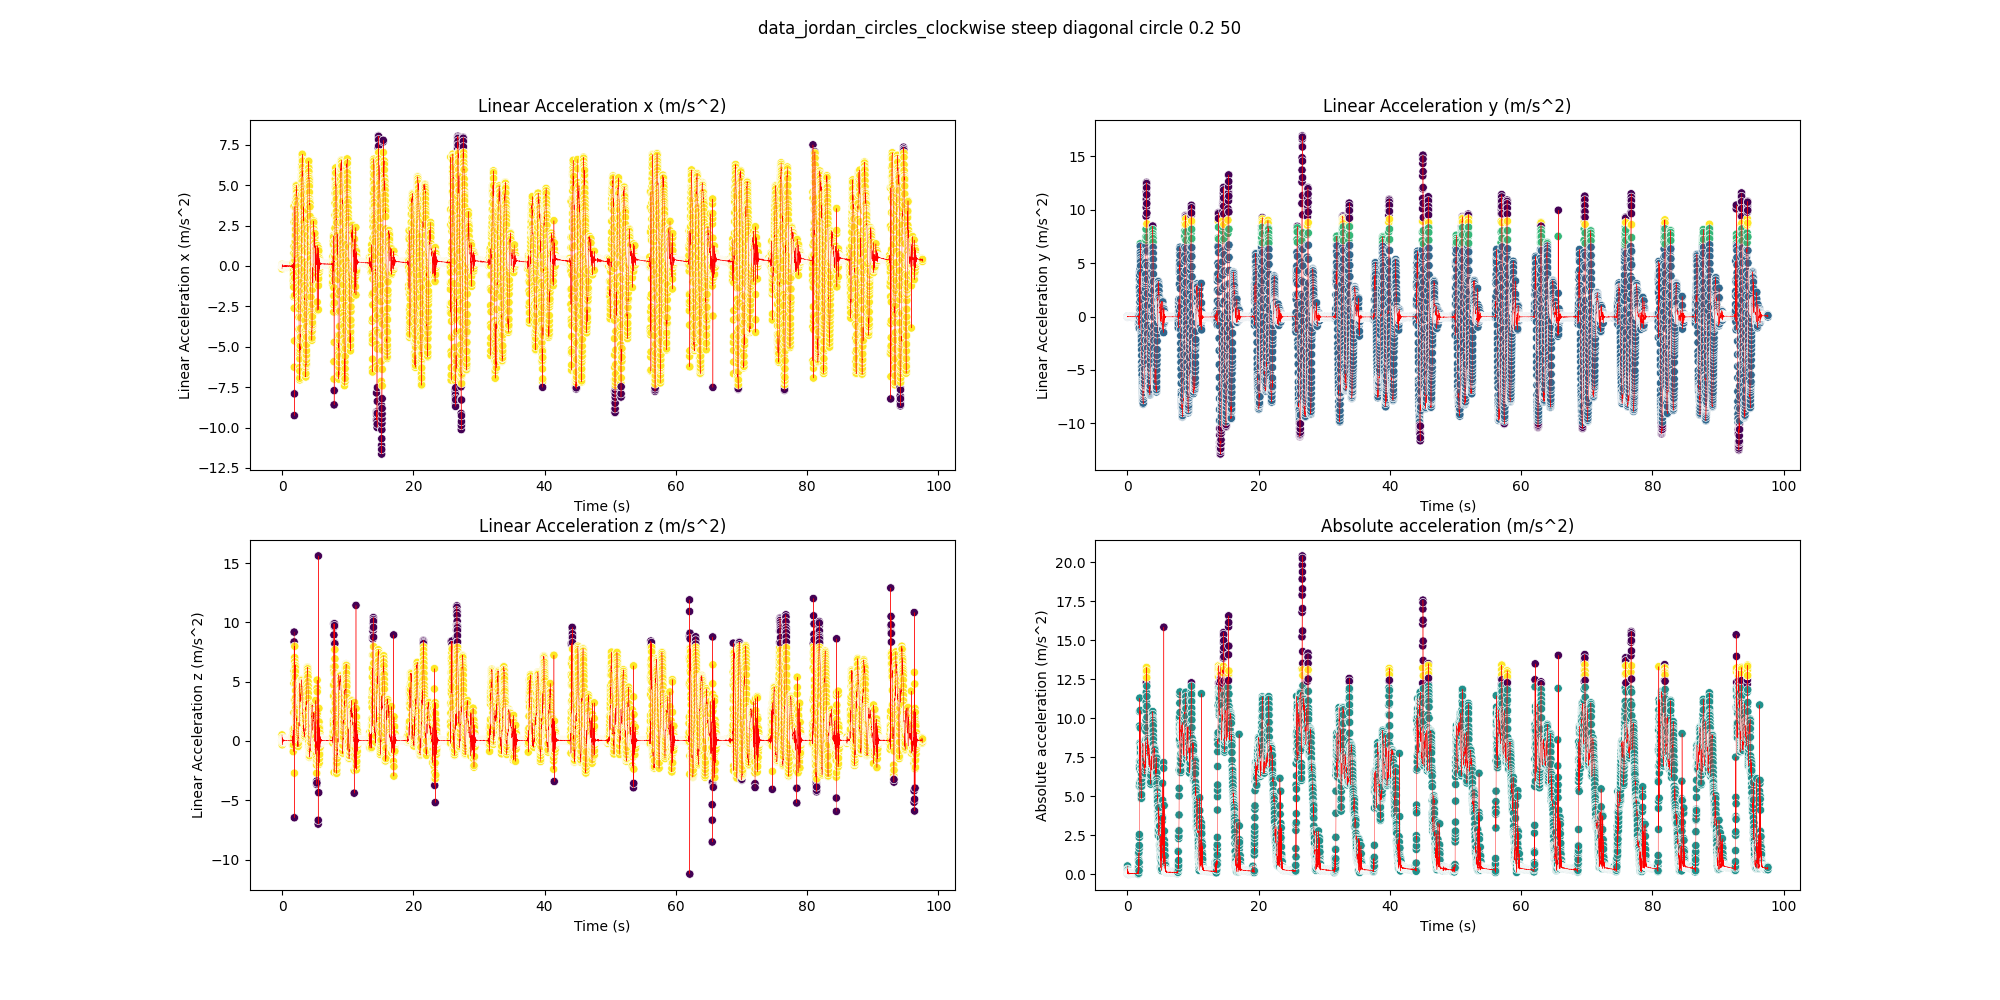 data_jordan_circles_clockwise steep diagonal circle 0.2 50
Linear Acceleration x (m/s^2)
Linear Acceleration x (m/s^2)
7.5
5.0
2.5
0.0
−2.5
−5.0
−7.5
−10.0
−12.5
0 20 40 60 80 100
Time (s)
Linear Acceleration y (m/s^2)
Linear Acceleration y (m/s^2)
15
10
5
0
−5
−10
0 20 40 60 80 100
Time (s)
Linear Acceleration z (m/s^2)
Linear Acceleration z (m/s^2)
15
10
5
0
−5
−10
0 20 40 60 80 100
Time (s)
Absolute acceleration (m/s^2)
Absolute acceleration (m/s^2)
20.0
17.5
15.0
12.5
10.0
7.5
5.0
2.5
0.0
0 20 40 60 80 100
Time (s)